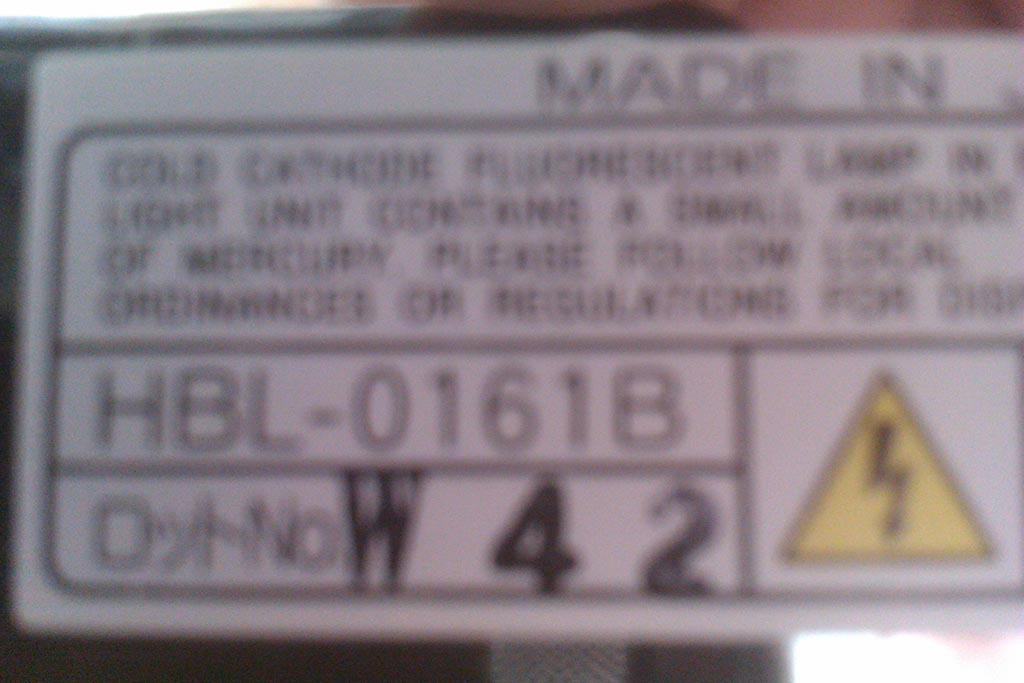 MADE IN
COLD CATHODE FLUORESCENT LAMP IN
LIGHT UNIT CONTAINS A SMALL AMOUNT
OF MERCURY. PLEASE FOLLOW LOCAL
ORDINANCES OR REGULATIONS FOR DISP
HBL-0161B
ロットNo W 4 2